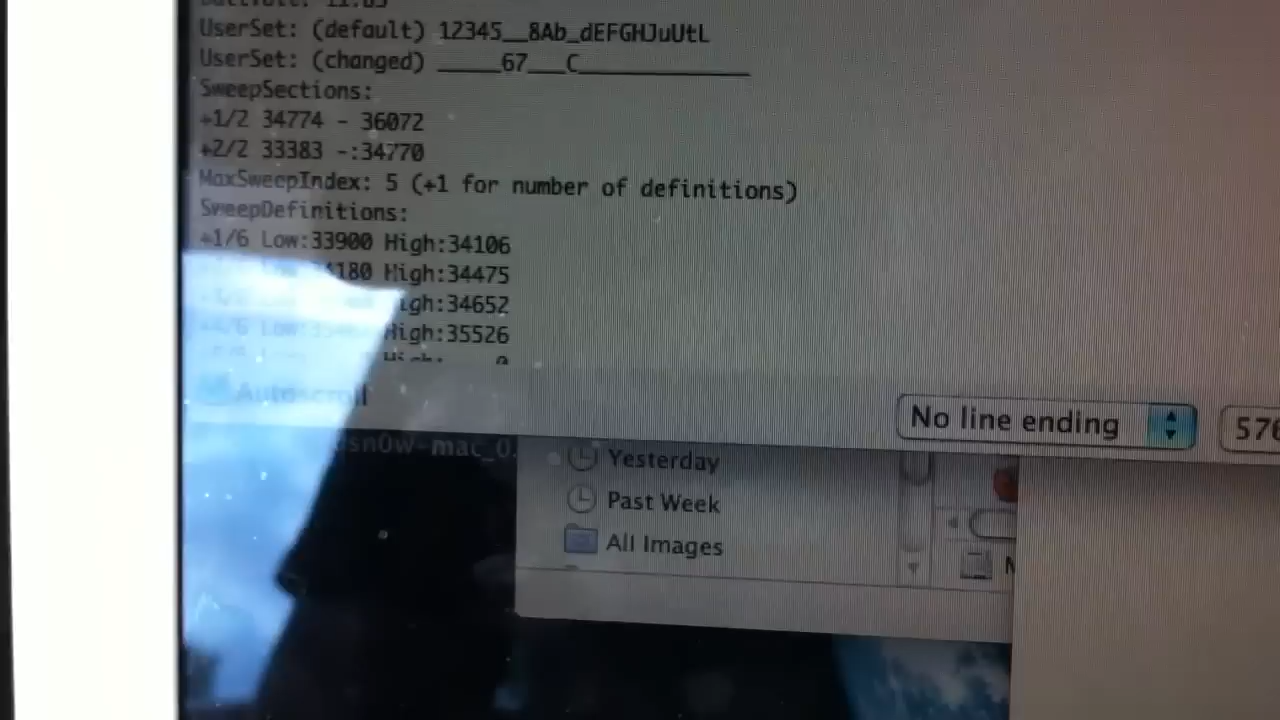 UserSet: (default) 12345__8Ab_dEFGHJuUtL
UserSet: (changed) _____67___C_____________
SweepSections:
+1/2 34774 - 36072
+2/2 33383 -:34770
MaxSweepIndex: 5 (+1 for number of definitions)
SweepDefinitions:
+1/6 Low:33900 High:34106
High:34475
High:34652
High:35526
Autoscroll
No line ending
Yesterday
Past Week
All Images